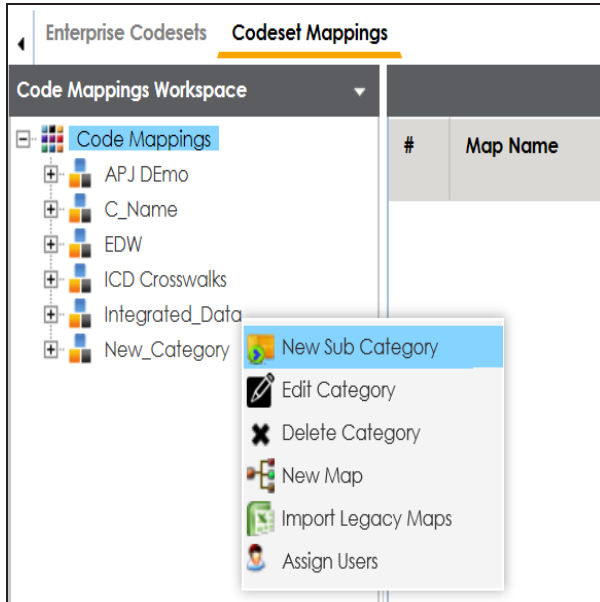 Enterprise Codesets Codeset Mappings
Code Mappings Workspace
# Map Name
Code Mappings
APJ DEmo
C_Name
EDW
ICD Crosswalks
Integrated_Data
New_Category
New Sub Category
Edit Category
Delete Category
New Map
Import Legacy Maps
Assign Users